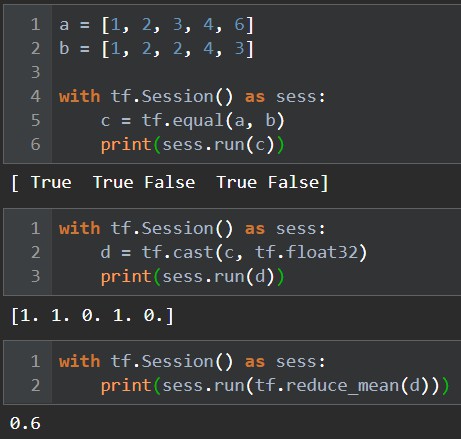 1 a = [1, 2, 3, 4, 6]
2 b = [1, 2, 2, 4, 3]
3
4 with tf.Session() as sess:
5     c = tf.equal(a, b)
6     print(sess.run(c))
[ True  True False  True False]
1 with tf.Session() as sess:
2     d = tf.cast(c, tf.float32)
3     print(sess.run(d))
[1. 1. 0. 1. 0.]
1 with tf.Session() as sess:
2     print(sess.run(tf.reduce_mean(d)))
0.6